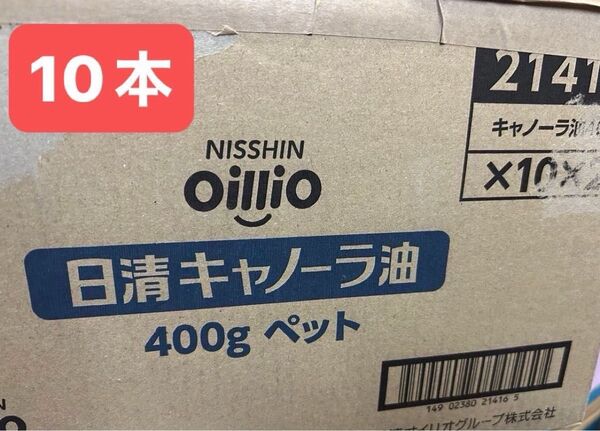 10本
2141
キャノーラ油
×10×2
NISSHIN
OilliO
日清キャノーラ油
400g ペット
149 02380 21416 5
オイリオグループ株式会社
NISSHIN